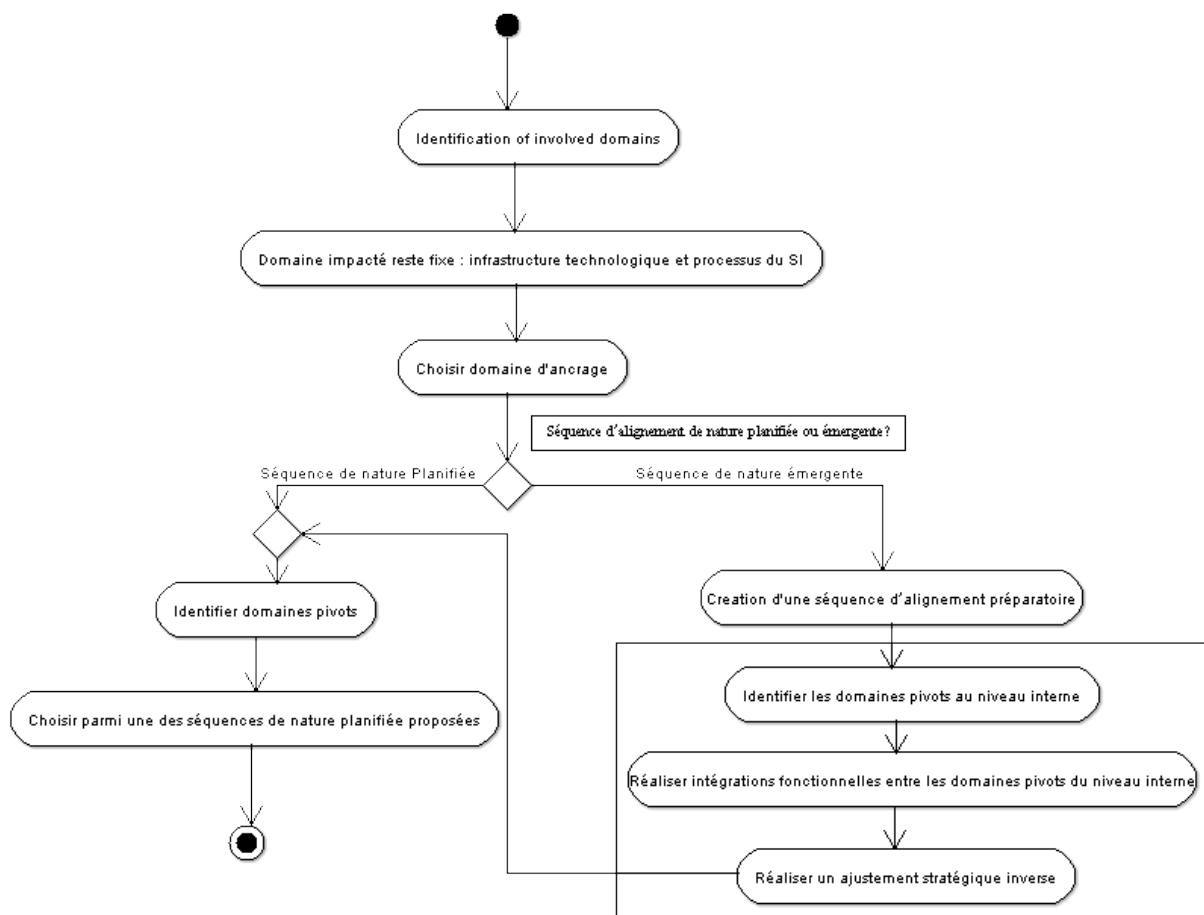 Identification of involved domains
Domaine impacté reste fixe : infrastructure technologique et processus du SI
Choisir domaine d'ancrage
Séquence d’alignement de nature planifiée ou émergente?
Séquence de nature Planifiée
Séquence de nature émergente
Identifier domaines pivots
Creation d'une séquence d’alignement préparatoire
Identifier les domaines pivots au niveau interne
Choisir parmi une des séquences de nature planifiée proposées
Réaliser intégrations fonctionnelles entre les domaines pivots du niveau interne
Réaliser un ajustement stratégique inverse